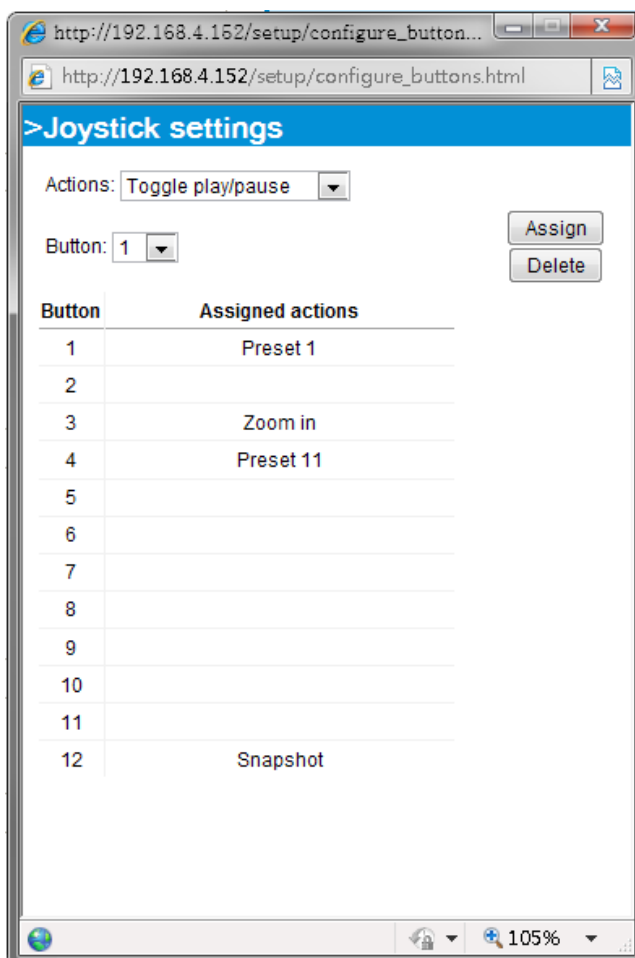 http://192.168.4.152/setup/configure_button...
http://192.168.4.152/setup/configure_buttons.html
>Joystick settings
Actions: Toggle play/pause
Button: 1
Assign
Delete
Button Assigned actions
1 Preset 1
2
3 Zoom in
4 Preset 11
5
6
7
8
9
10
11
12 Snapshot
105%